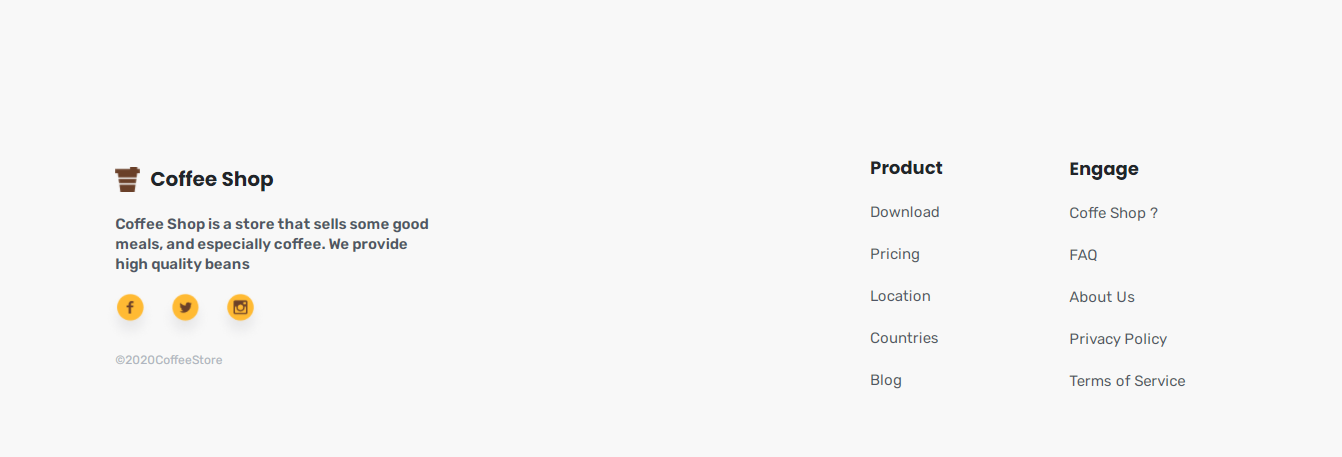 Coffee Shop
Coffee Shop is a store that sells some good
meals, and especially coffee. We provide
high quality beans
©2020CoffeeStore
Product
Download
Pricing
Location
Countries
Blog
Engage
Coffe Shop ?
FAQ
About Us
Privacy Policy
Terms of Service